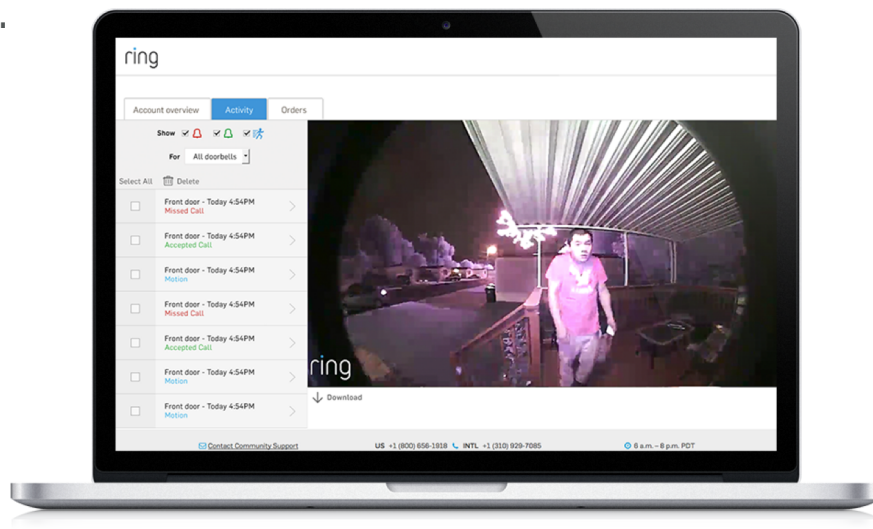 ring
Account overview Activity Orders
Show
For All doorbells
Select All Delete
Front door - Today 4:54PM
Missed Call
Front door - Today 4:54PM
Accepted Call
Front door - Today 4:54PM
Motion
Front door - Today 4:54PM
Missed Call
Front door - Today 4:54PM
Accepted Call
Front door - Today 4:54PM
Motion
Front door - Today 4:54PM
Motion
ring
Download
Contact Community Support US +1 (800) 656-1918 INTL +1 (310) 929-7085 6 a.m. – 8 p.m. PDT